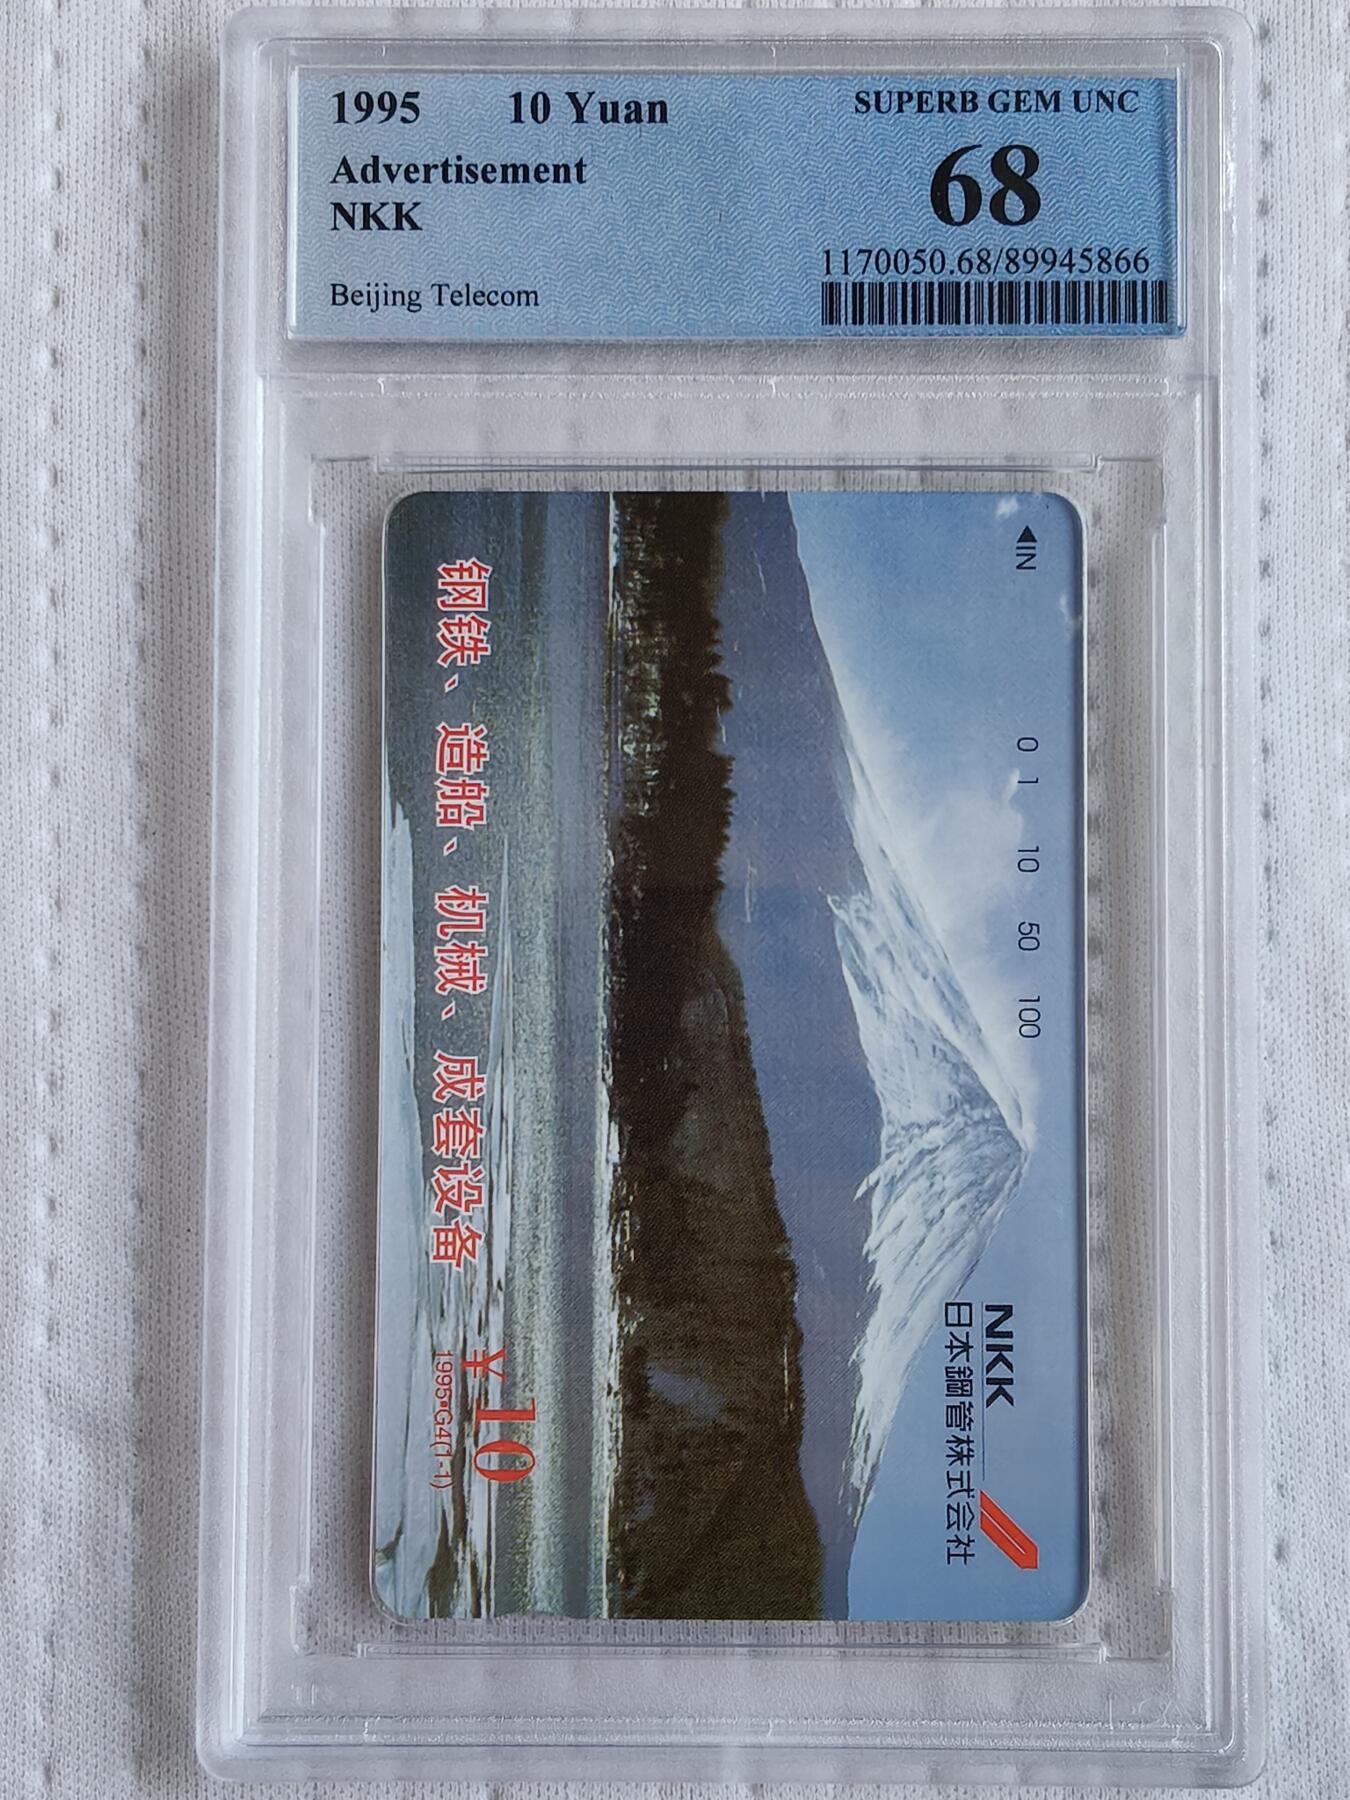 1995 10 Yuan
Advertisement
NKK
Beijing Telecom
SUPERB GEM UNC
68
1170050.68/89945866
◀IN
0 1 10 50 100
NKK
日本鋼管株式会社
钢铁、造船、机械、成套设备
¥10
1995•G4(1-1)